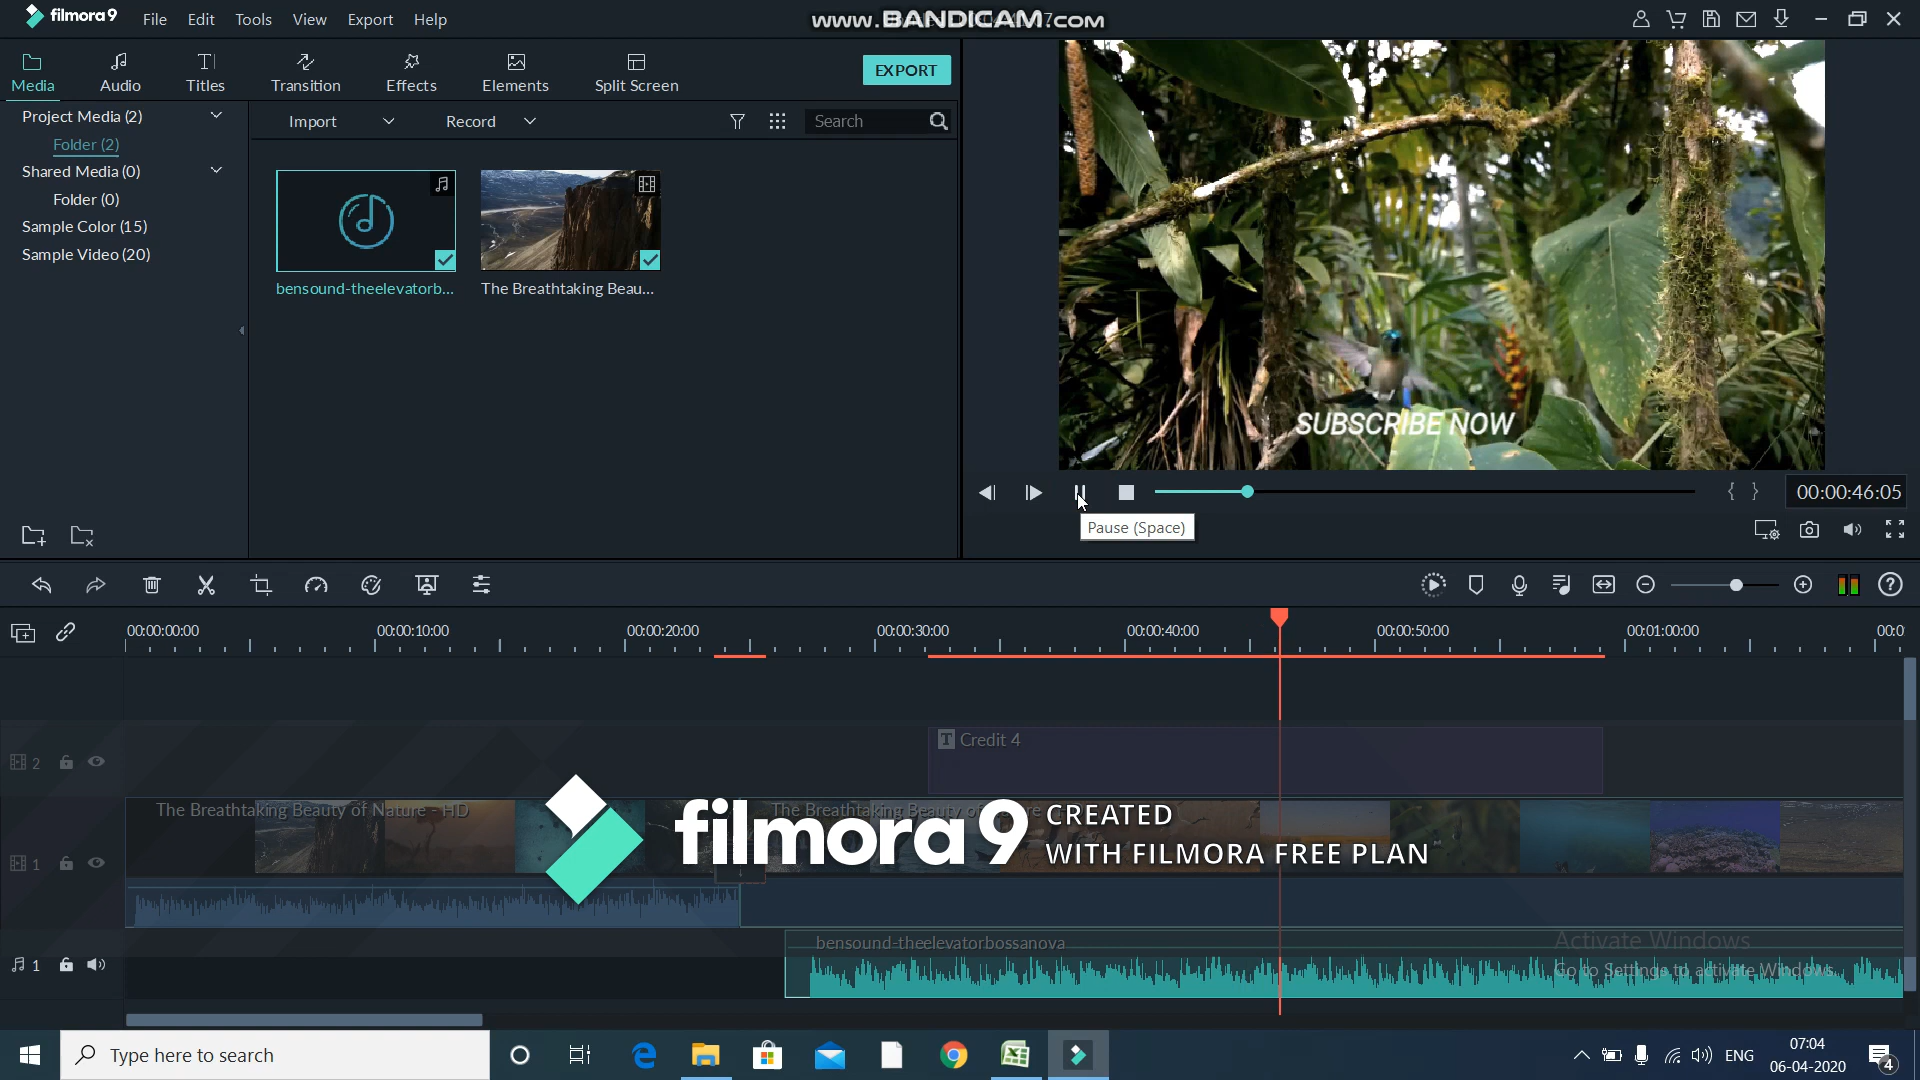 filmora9 File Edit Tools View Export Help
www.BANDICAM.com
Media Audio Titles Transition Effects Elements Split Screen EXPORT
Project Media (2)
Folder (2)
Shared Media (0)
Folder (0)
Sample Color (15)
Sample Video (20)
Import Record Search
bensound-theelevatorb... The Breathtaking Beau...
SUBSCRIBE NOW
{ } 00:00:46:05
Pause (Space)
00:00:00:00 00:00:10:00 00:00:20:00 00:00:30:00 00:00:40:00 00:00:50:00 00:01:00:00 00:0
2 T Credit 4
The Breathtaking Beauty of Nature - HD
The Breathtaking Beauty of Nature
1
filmora9 CREATED
WITH FILMORA FREE PLAN
bensound-theelevatorbossanova
1
Activate Windows
Go to Settings to activate Windows.
Type here to search
ENG
07:04
06-04-2020
4